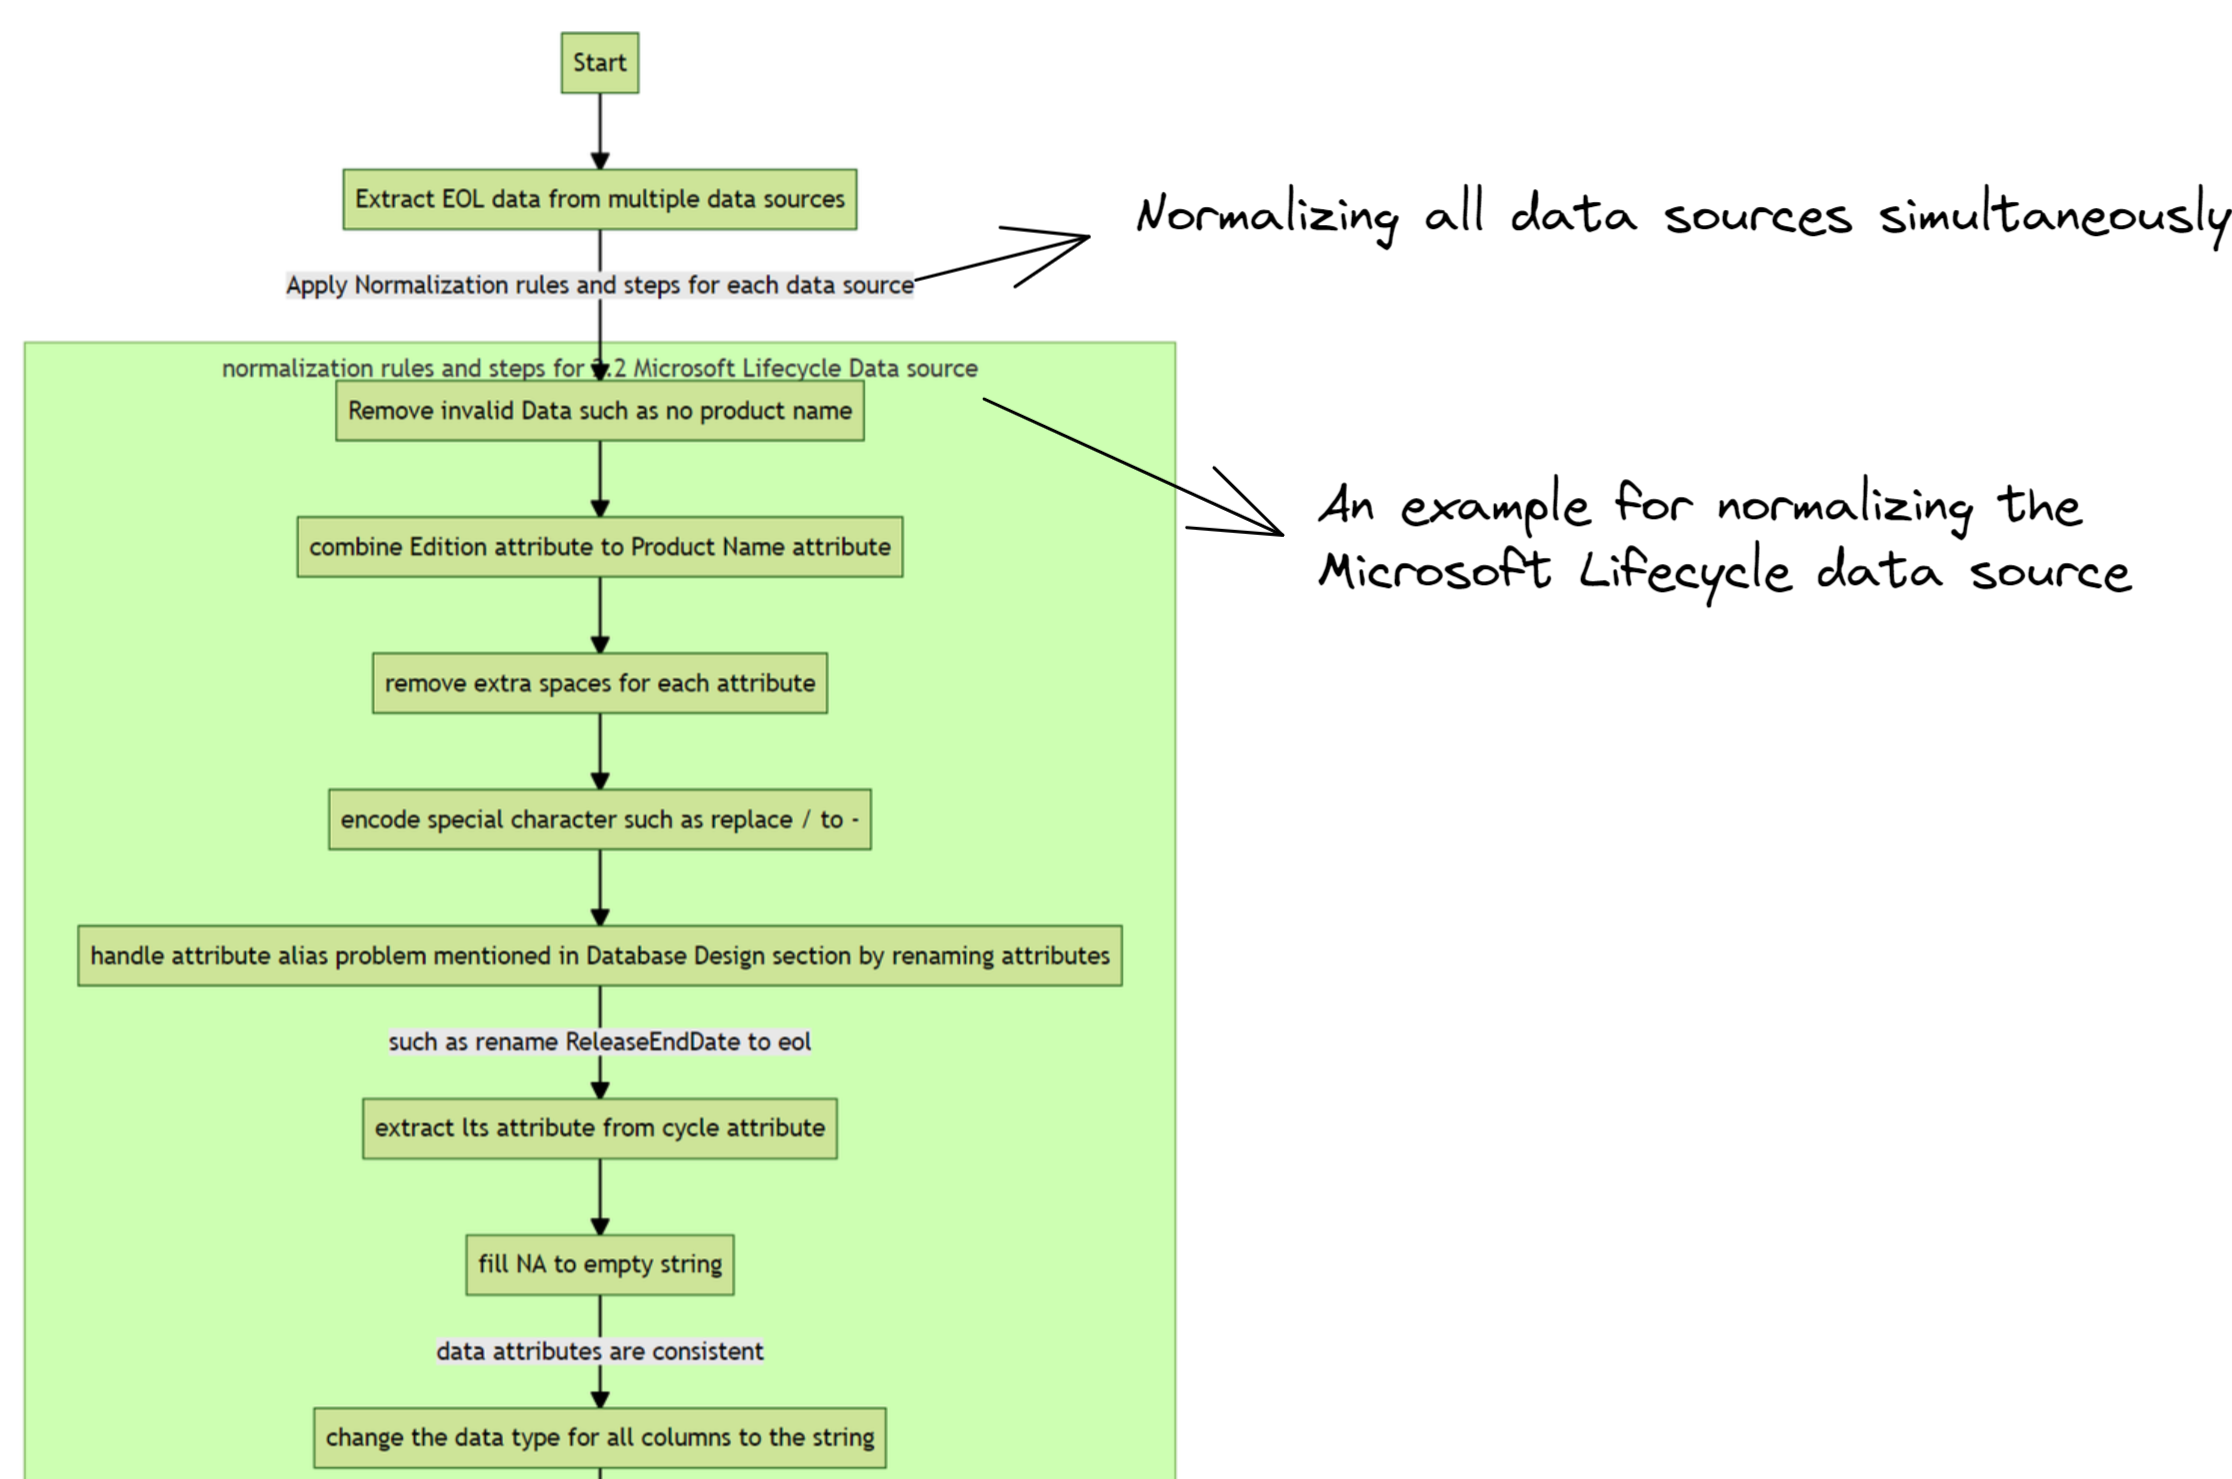 Start
Extract EOL data from multiple data sources
Normalizing all data sources simultaneously
Apply Normalization rules and steps for each data source
normalization rules and steps for .2 Microsoft Lifecycle Data source
Remove invalid Data such as no product name
An example for normalizing the
Microsoft Lifecycle data source
combine Edition attribute to Product Name attribute
remove extra spaces for each attribute
encode special character such as replace / to -
handle attribute alias problem mentioned in Database Design section by renaming attributes
such as rename ReleaseEndDate to eol
extract lts attribute from cycle attribute
fill NA to empty string
data attributes are consistent
change the data type for all columns to the string